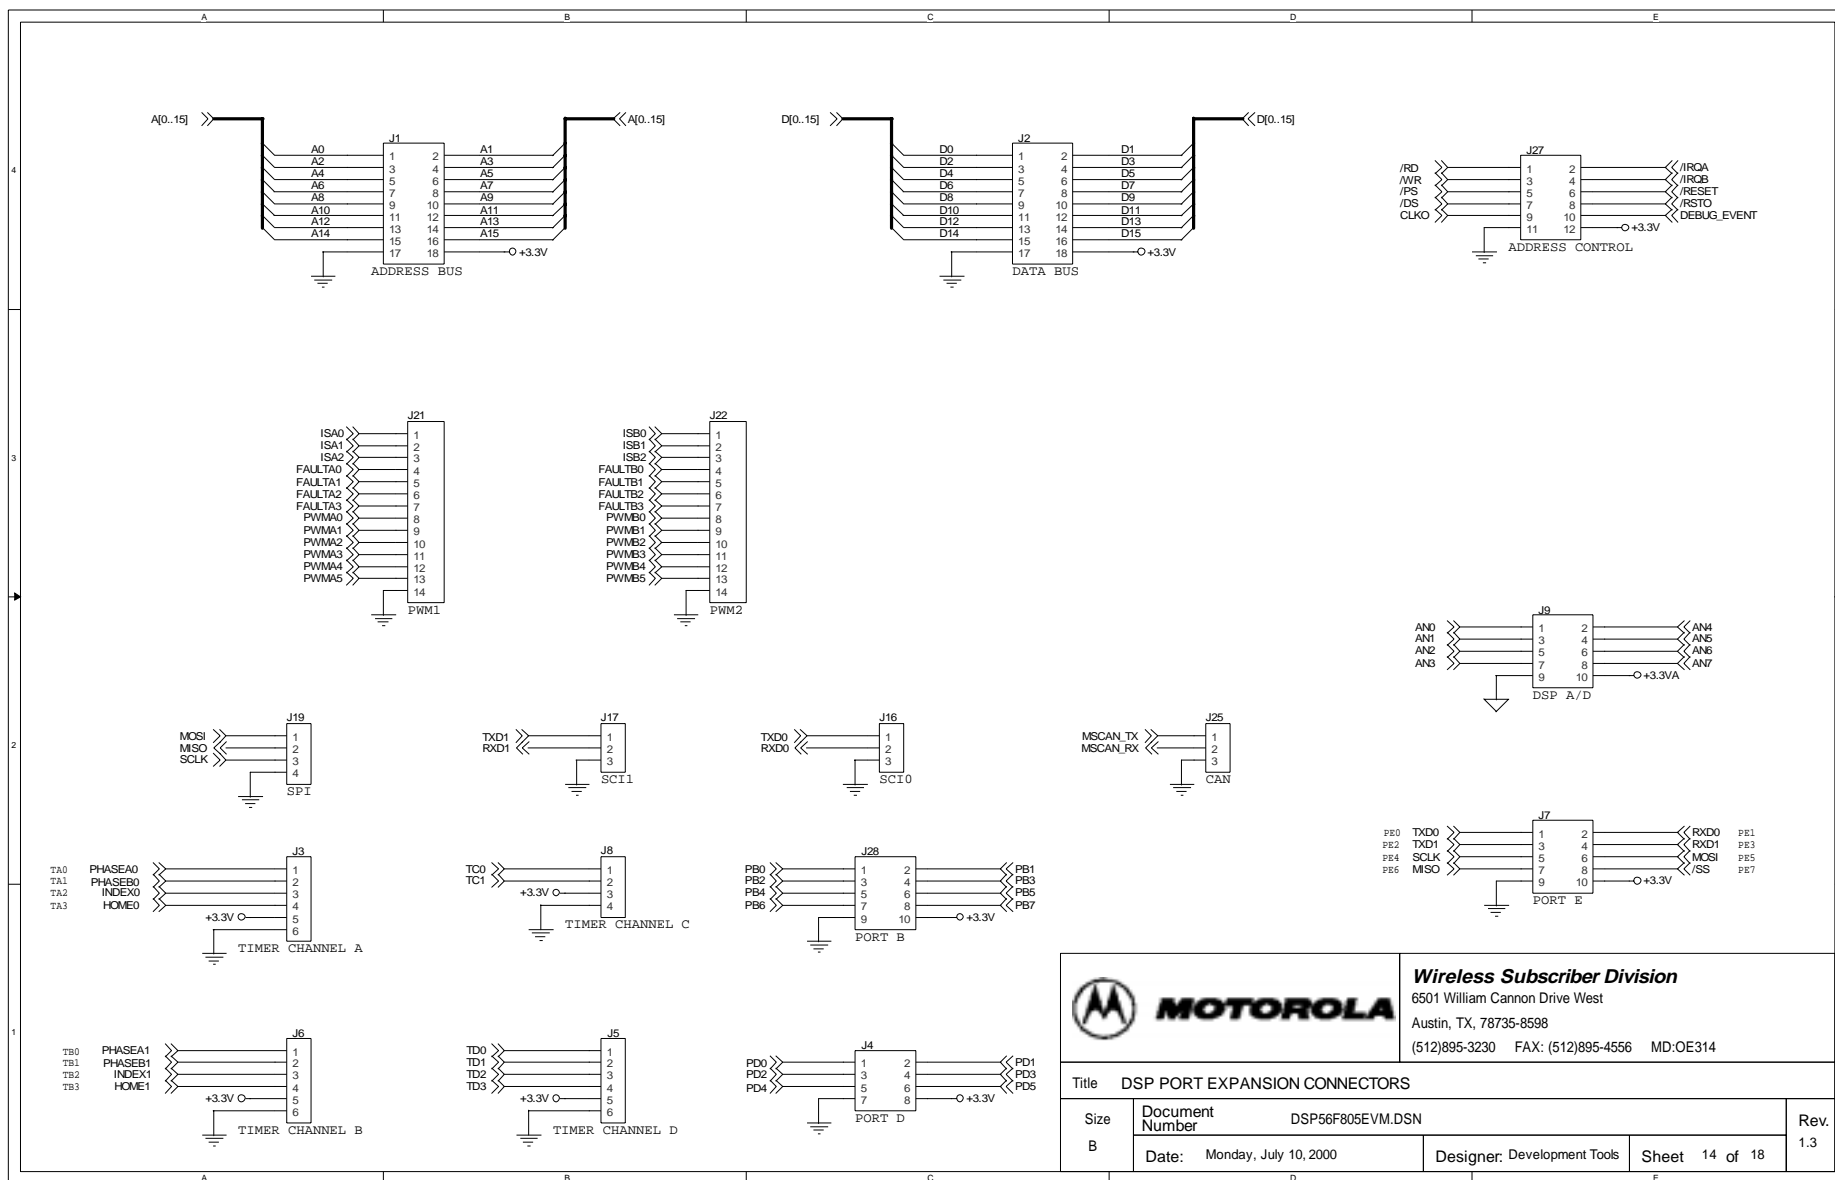 A B C D E
4
3
2
1
A[0..15] A[0..15]
J1
A0 1 2 A1
A2 3 4 A3
A4 5 6 A5
A6 7 8 A7
A8 9 10 A9
A10 11 12 A11
A12 13 14 A13
A14 15 16 A15
17 18 +3.3V
ADDRESS BUS
D[0..15] D[0..15]
J2
D0 1 2 D1
D2 3 4 D3
D4 5 6 D5
D6 7 8 D7
D8 9 10 D9
D10 11 12 D11
D12 13 14 D13
D14 15 16 D15
17 18 +3.3V
DATA BUS
J27
/RD 1 2 /IRQA
/WR 3 4 /IRQB
/PS 5 6 /RESET
/DS 7 8 /RSTO
CLKO 9 10 DEBUG_EVENT
11 12 +3.3V
ADDRESS CONTROL
J21
ISA0 1
ISA1 2
ISA2 3
FAULTA0 4
FAULTA1 5
FAULTA2 6
FAULTA3 7
PWMA0 8
PWMA1 9
PWMA2 10
PWMA3 11
PWMA4 12
PWMA5 13
14
PWM1
J22
ISB0 1
ISB1 2
ISB2 3
FAULTB0 4
FAULTB1 5
FAULTB2 6
FAULTB3 7
PWMB0 8
PWMB1 9
PWMB2 10
PWMB3 11
PWMB4 12
PWMB5 13
14
PWM2
J9
AN0 1 2 AN4
AN1 3 4 AN5
AN2 5 6 AN6
AN3 7 8 AN7
9 10 +3.3VA
DSP A/D
J19
MOSI 1
MISO 2
SCLK 3
4
SPI
J17
TXD1 1
RXD1 2
3
SCI1
J16
TXD0 1
RXD0 2
3
SCI0
J25
MSCAN_TX 1
MSCAN_RX 2
3
CAN
J7
PE0 TXD0 1 2 RXD0 PE1
PE2 TXD1 3 4 RXD1 PE3
PE4 SCLK 5 6 MOSI PE5
PE6 MISO 7 8 /SS PE7
9 10 +3.3V
PORT E
J3
TA0 PHASEA0 1
TA1 PHASEB0 2
TA2 INDEX0 3
TA3 HOME0 4
+3.3V 5
6
TIMER CHANNEL A
J8
TC0 1
TC1 2
+3.3V 3
4
TIMER CHANNEL C
J28
PB0 1 2 PB1
PB2 3 4 PB3
PB4 5 6 PB5
PB6 7 8 PB7
9 10 +3.3V
PORT B
J6
TB0 PHASEA1 1
TB1 PHASEB1 2
TB2 INDEX1 3
TB3 HOME1 4
+3.3V 5
6
TIMER CHANNEL B
J5
TD0 1
TD1 2
TD2 3
TD3 4
+3.3V 5
6
TIMER CHANNEL D
J4
PD0 1 2 PD1
PD2 3 4 PD3
PD4 5 6 PD5
7 8 +3.3V
PORT D
MOTOROLA
Wireless Subscriber Division
6501 William Cannon Drive West
Austin, TX, 78735-8598
(512)895-3230 FAX: (512)895-4556 MD:OE314
Title DSP PORT EXPANSION CONNECTORS
Size
B
Document
Number
DSP56F805EVM.DSN
Rev.
1.3
Date: Monday, July 10, 2000
Designer: Development Tools
Sheet 14 of 18
A B C D E